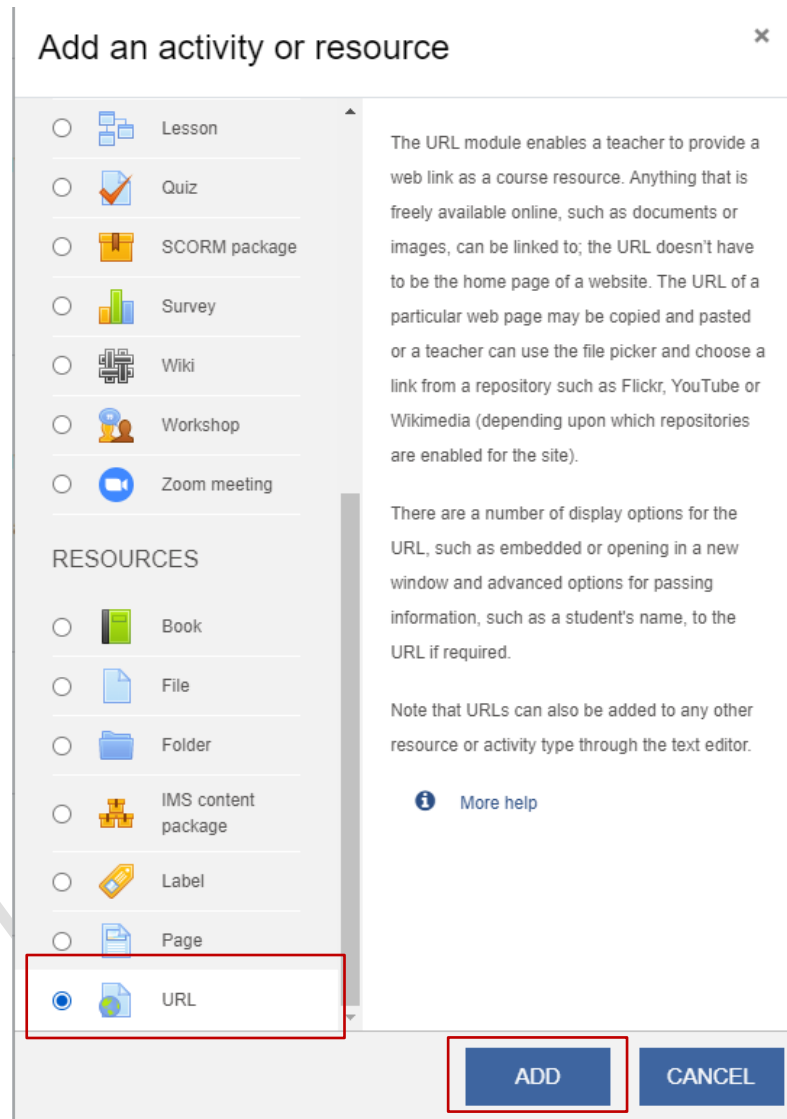 Add an activity or resource
×
Lesson
Quiz
SCORM package
Survey
Wiki
Workshop
Zoom meeting
RESOURCES
Book
File
Folder
IMS content
package
Label
Page
URL
The URL module enables a teacher to provide a
web link as a course resource. Anything that is
freely available online, such as documents or
images, can be linked to; the URL doesn't have
to be the home page of a website. The URL of a
particular web page may be copied and pasted
or a teacher can use the file picker and choose a
link from a repository such as Flickr, YouTube or
Wikimedia (depending upon which repositories
are enabled for the site).
There are a number of display options for the
URL, such as embedded or opening in a new
window and advanced options for passing
information, such as a student's name, to the
URL if required.
Note that URLs can also be added to any other
resource or activity type through the text editor.
More help
ADD
CANCEL